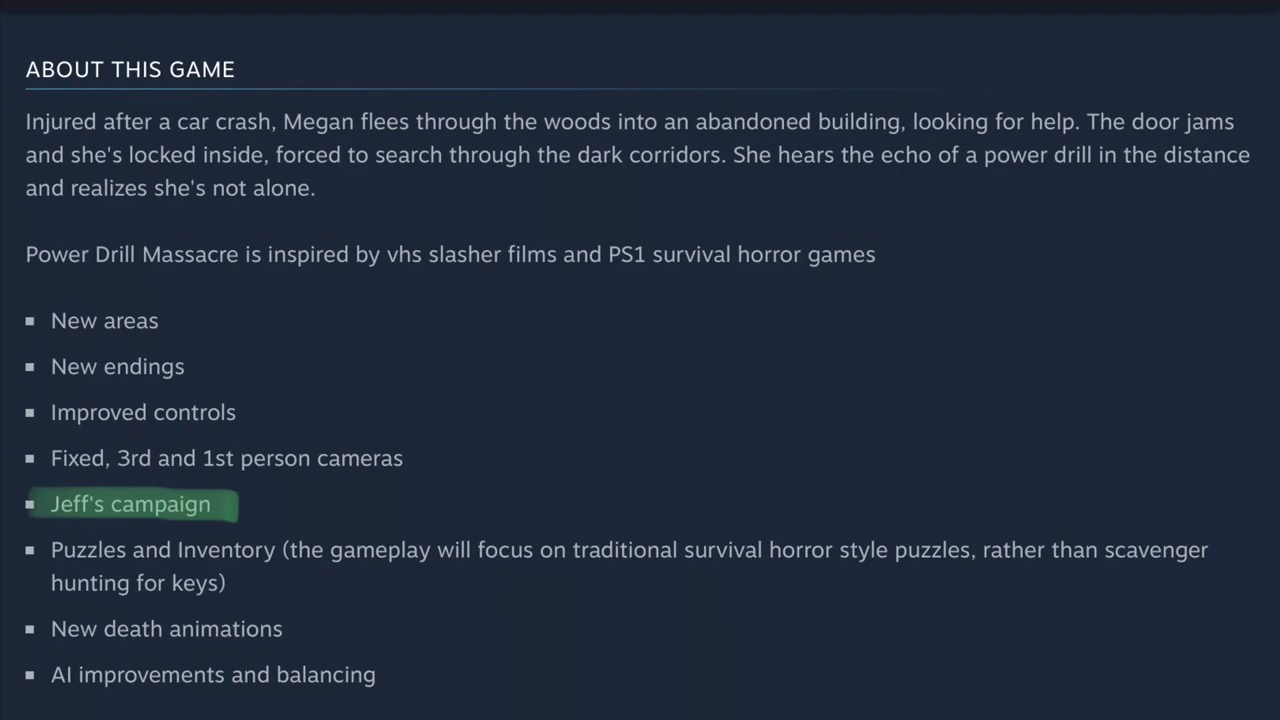 ABOUT THIS GAME
Injured after a car crash, Megan flees through the woods into an abandoned building, looking for help. The door jams
and she's locked inside, forced to search through the dark corridors. She hears the echo of a power drill in the distance
and realizes she's not alone.
Power Drill Massacre is inspired by vhs slasher films and PS1 survival horror games
New areas
New endings
Improved controls
Fixed, 3rd and 1st person cameras
Jeff's campaign
Puzzles and Inventory (the gameplay will focus on traditional survival horror style puzzles, rather than scavenger
hunting for keys)
New death animations
AI improvements and balancing